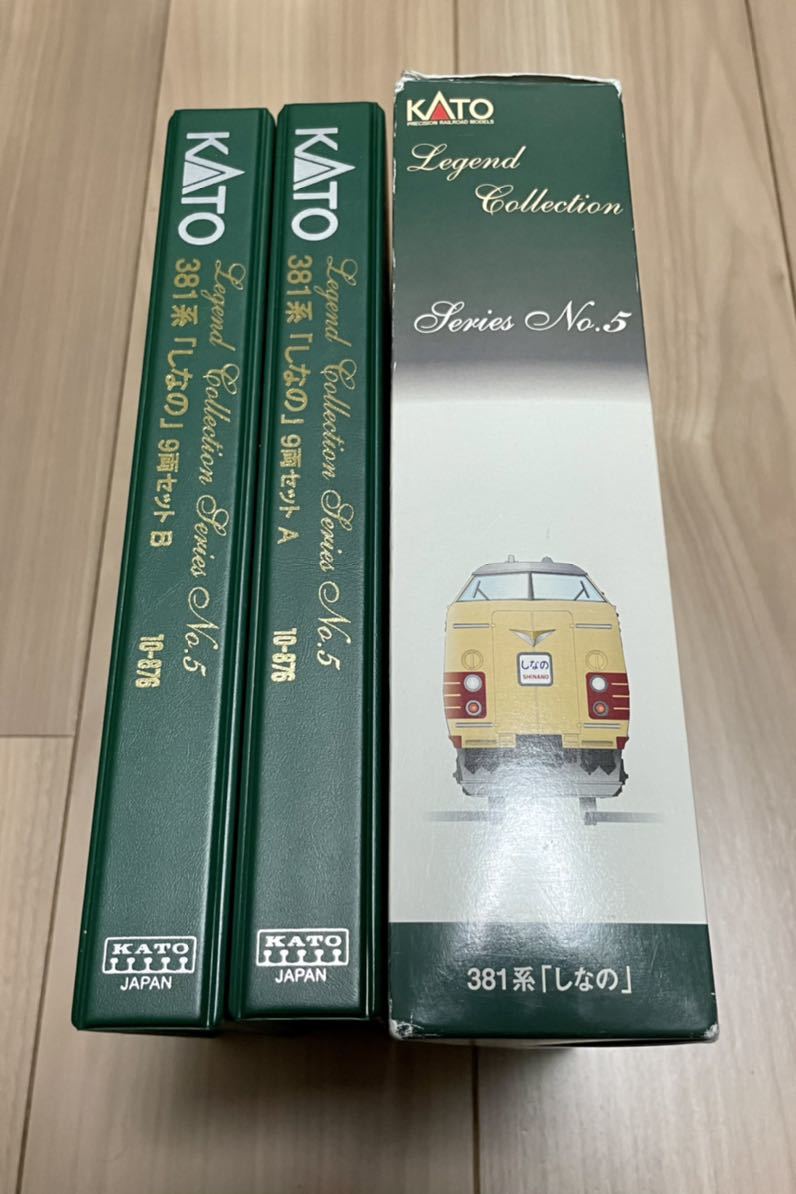 KATO
Legend Collection Series No.5
381系「しなの」9両セット B
10-876
KATO
JAPAN
KATO
Legend Collection Series No.5
381系「しなの」9両セット A
10-876
KATO
JAPAN
KATO
PRECISION RAILROAD MODELS
Legend
Collection
Series No.5
しなの
SHINANO
381系「しなの」